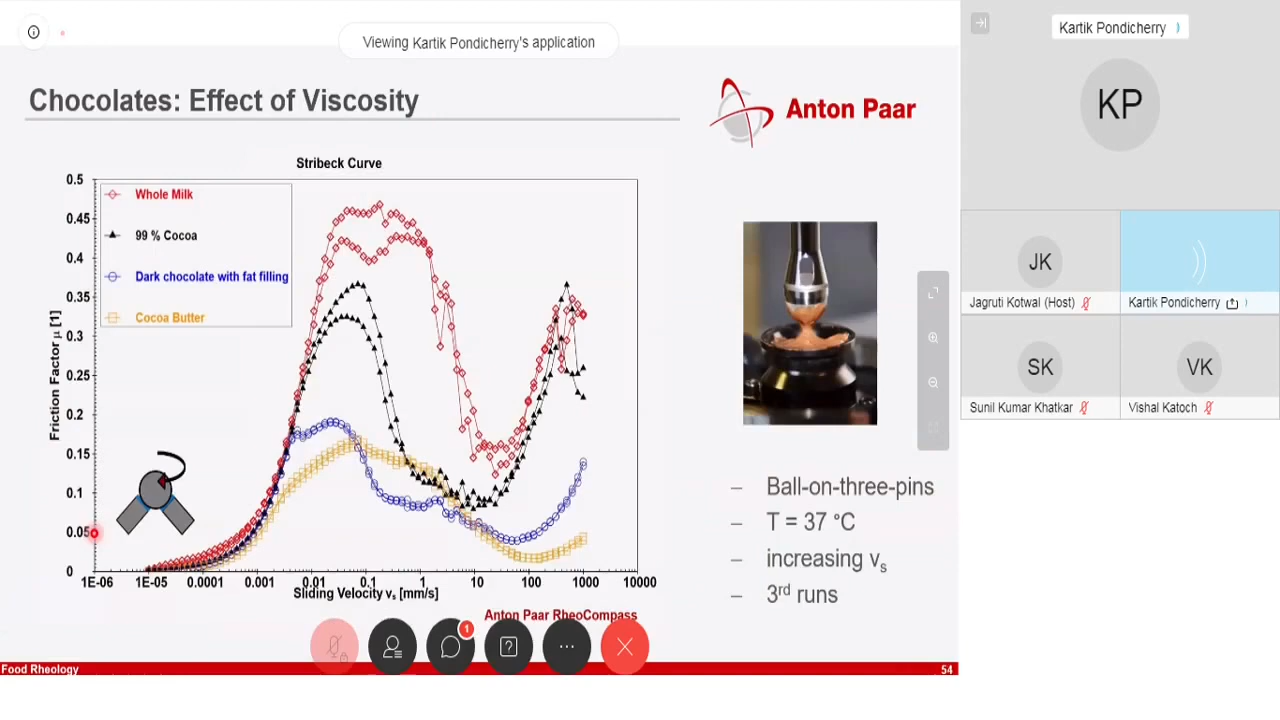 Viewing Kartik Pondicherry's application
Chocolates: Effect of Viscosity
Anton Paar
Stribeck Curve
0.5
0.45
0.4
0.35
0.3
0.25
0.2
0.15
0.1
0.05
0
Friction Factor μ [1]
Whole Milk
99 % Cocoa
Dark chocolate with fat filling
Cocoa Butter
1E-06 1E-05 0.0001 0.001 0.01 0.1 1 10 100 1000 10000
Sliding Velocity vs [mm/s]
Anton Paar RheoCompass
– Ball-on-three-pins
– T = 37 °C
– increasing vs
– 3rd runs
1
?
Food Rheology
54
Kartik Pondicherry
KP
JK
Jagruti Kotwal (Host)
Kartik Pondicherry
SK
Sunil Kumar Khatkar
VK
Vishal Katoch